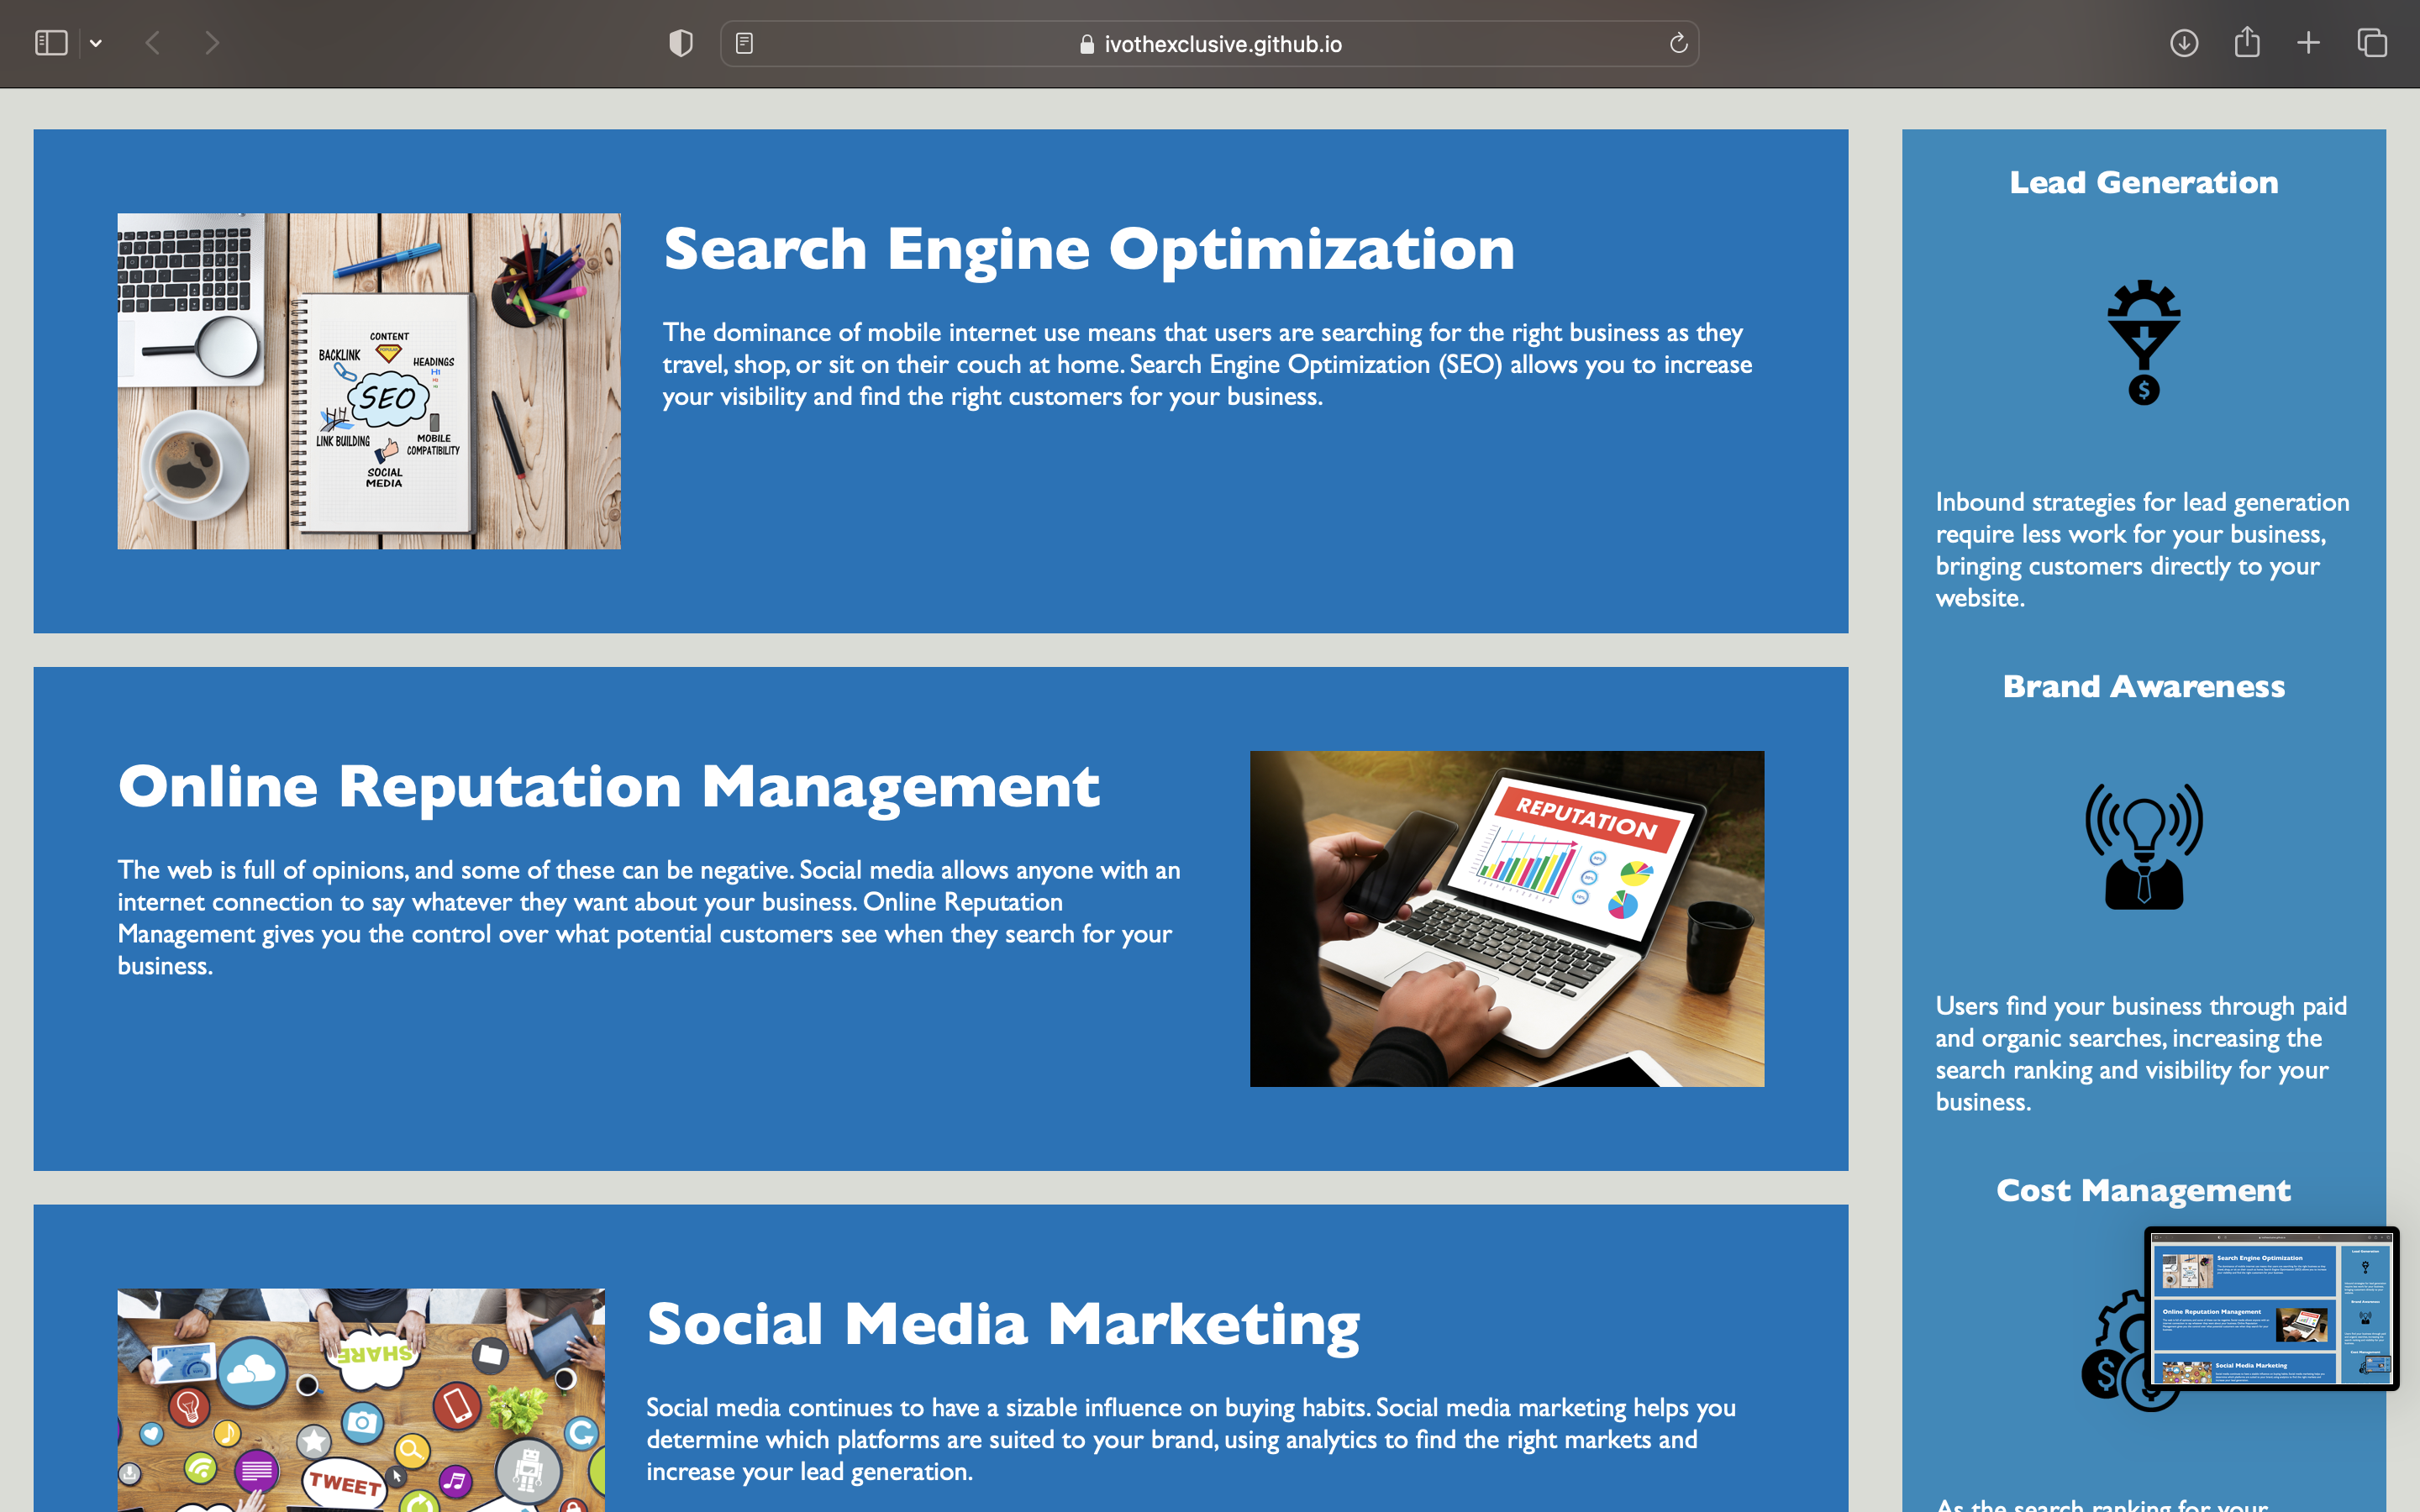 ivothexclusive.github.io
Search Engine Optimization
The dominance of mobile internet use means that users are searching for the right business as they
travel, shop, or sit on their couch at home. Search Engine Optimization (SEO) allows you to increase
your visibility and find the right customers for your business.
CONTENT
BACKLINK
HEADINGS
H1
SEO
LINK BUILDING
MOBILE
COMPATIBILITY
SOCIAL
MEDIA
Online Reputation Management
The web is full of opinions, and some of these can be negative. Social media allows anyone with an
internet connection to say whatever they want about your business. Online Reputation
Management gives you the control over what potential customers see when they search for your
business.
REPUTATION
Social Media Marketing
Social media continues to have a sizable influence on buying habits. Social media marketing helps you
determine which platforms are suited to your brand, using analytics to find the right markets and
increase your lead generation.
SHARE
TWEET
Lead Generation
$
Inbound strategies for lead generation
require less work for your business,
bringing customers directly to your
website.
Brand Awareness
Users find your business through paid
and organic searches, increasing the
search ranking and visibility for your
business.
Cost Management
$
As the search ranking for your
Search Engine Optimization
Online Reputation Management
Social Media Marketing